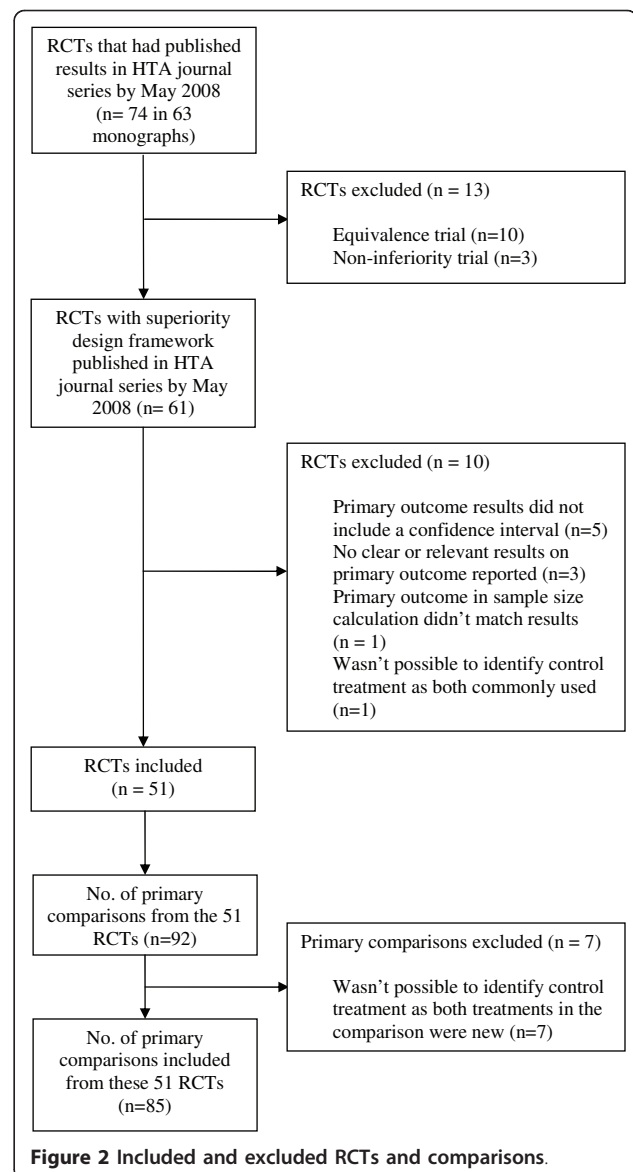 RCTs that had published
results in HTA journal
series by May 2008
(n= 74 in 63
monographs)
RCTs excluded (n = 13)
Equivalence trial (n=10)
Non-inferiority trial (n=3)
RCTs with superiority
design framework
published in HTA
journal series by May
2008 (n= 61)
RCTs excluded (n = 10)
Primary outcome results did not
include a confidence interval (n=5)
No clear or relevant results on
primary outcome reported (n=3)
Primary outcome in sample size
calculation didn't match results
(n = 1)
Wasn't possible to identify control
treatment as both commonly used
(n=1)
RCTs included
(n = 51)
No. of primary
comparisons from the 51
RCTs (n=92)
Primary comparisons excluded (n = 7)
Wasn't possible to identify control
treatment as both treatments in the
comparison were new (n=7)
No. of primary
comparisons included
from these 51 RCTs
(n=85)
Figure 2 Included and excluded RCTs and comparisons.